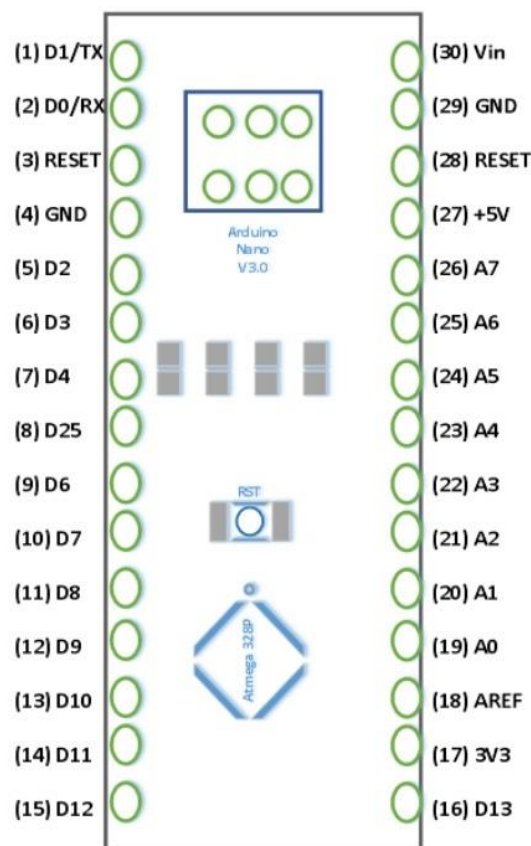 (1) D1/TX
(2) D0/RX
(3) RESET
(4) GND
(5) D2
(6) D3
(7) D4
(8) D25
(9) D6
(10) D7
(11) D8
(12) D9
(13) D10
(14) D11
(15) D12
Arduino
Nano
V3.0
RST
Atmega 328P
(30) Vin
(29) GND
(28) RESET
(27) +5V
(26) A7
(25) A6
(24) A5
(23) A4
(22) A3
(21) A2
(20) A1
(19) A0
(18) AREF
(17) 3V3
(16) D13